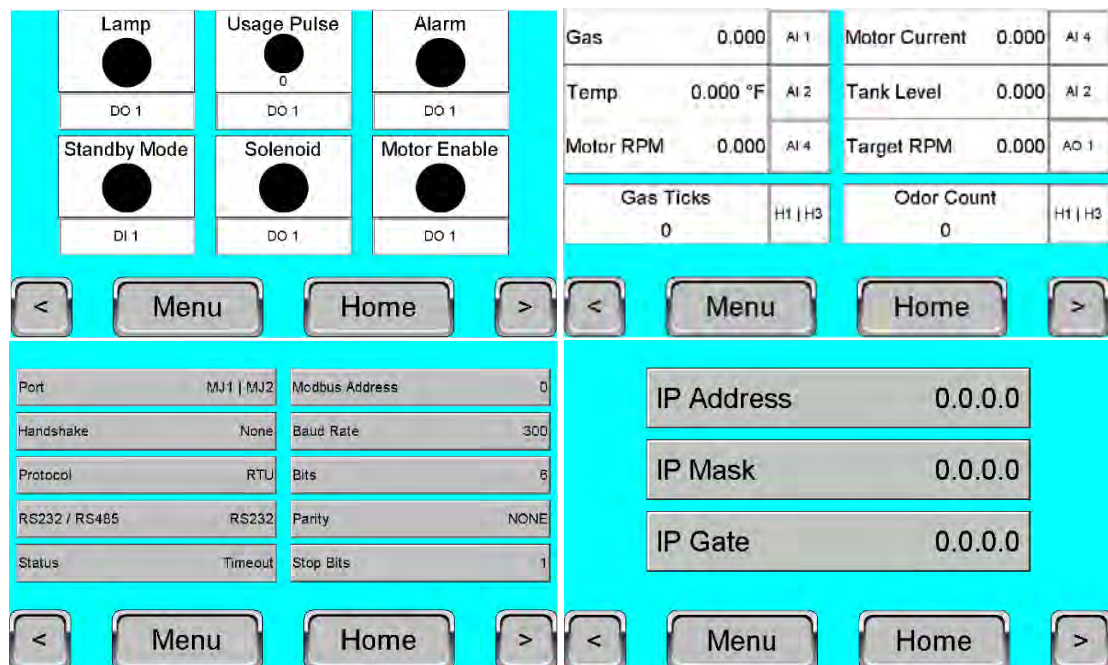 Lamp Usage Pulse Alarm
0
DO 1 DO 1 DO 1
Standby Mode Solenoid Motor Enable
DI 1 DO 1 DO 1
< Menu Home >
Gas 0.000 AI 1 Motor Current 0.000 AI 4
Temp 0.000 °F AI 2 Tank Level 0.000 AI 2
Motor RPM 0.000 AI 4 Target RPM 0.000 AO 1
Gas Ticks H1 | H3 Odor Count H1 | H3
0 0
< Menu Home >
Port MJ1 | MJ2 Modbus Address 0
Handshake None Baud Rate 300
Protocol RTU Bits 6
RS232 / RS485 RS232 Parity NONE
Status Timeout Stop Bits 1
< Menu Home >
IP Address 0.0.0.0
IP Mask 0.0.0.0
IP Gate 0.0.0.0
< Menu Home >